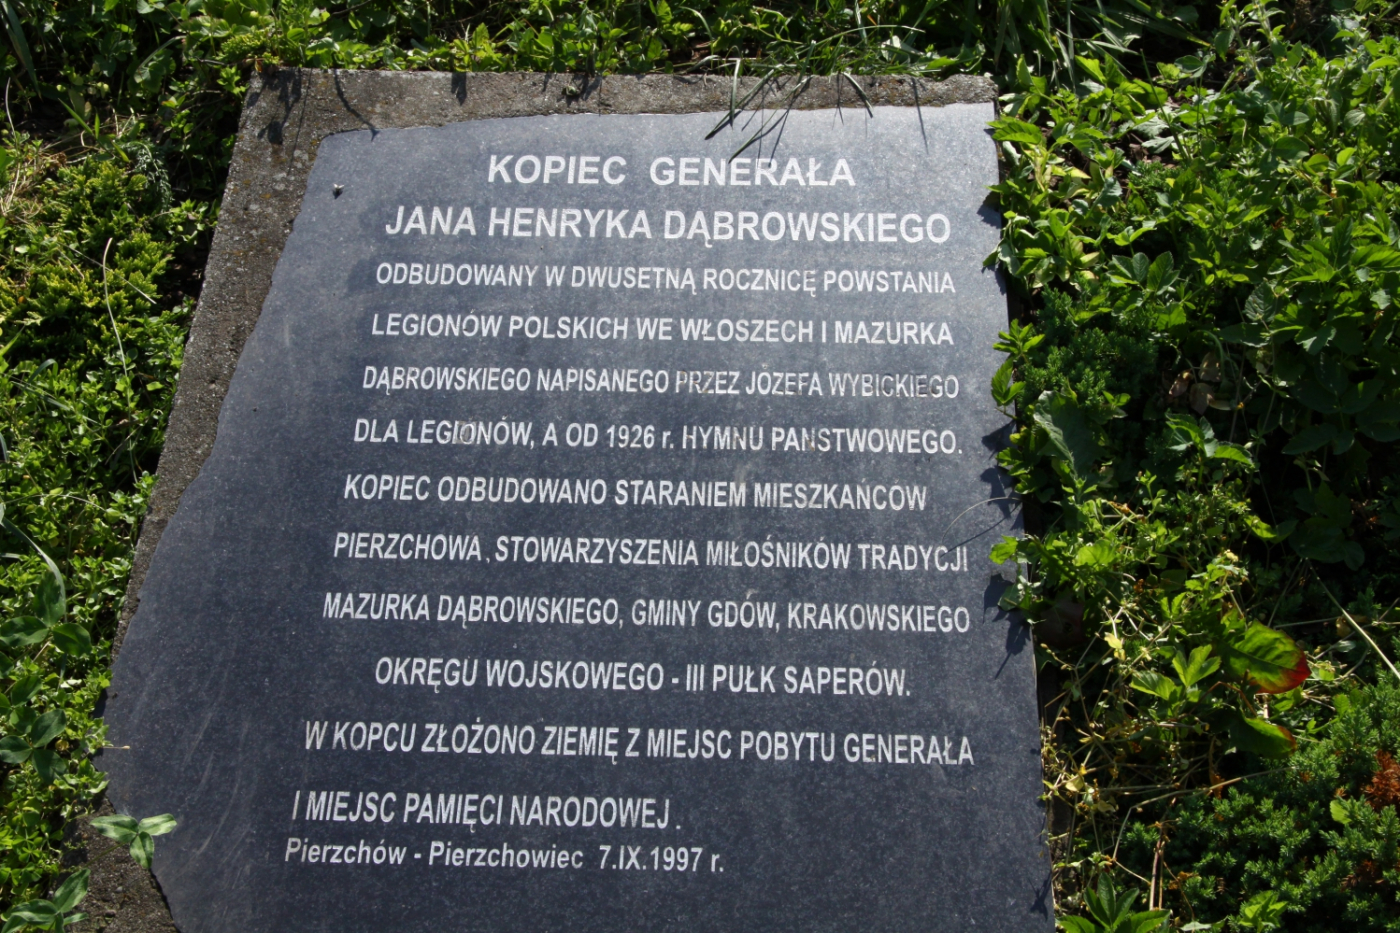 KOPIEC GENERAŁA
JANA HENRYKA DĄBROWSKIEGO
ODBUDOWANY W DWUSETNĄ ROCZNICĘ POWSTANIA
LEGIONÓW POLSKICH WE WŁOSZECH I MAZURKA
DĄBROWSKIEGO NAPISANEGO PRZEZ JÓZEFA WYBICKIEGO
DLA LEGIONÓW, A OD 1926 r. HYMNU PAŃSTWOWEGO.
KOPIEC ODBUDOWANO STARANIEM MIESZKAŃCÓW
PIERZCHOWA, STOWARZYSZENIA MIŁOŚNIKÓW TRADYCJI
MAZURKA DĄBROWSKIEGO, GMINY GDÓW, KRAKOWSKIEGO
OKRĘGU WOJSKOWEGO - III PUŁK SAPERÓW.
W KOPCU ZŁOŻONO ZIEMIĘ Z MIEJSC POBYTU GENERAŁA
I MIEJSC PAMIĘCI NARODOWEJ.
Pierzchów - Pierzchowiec 7.IX.1997 r.